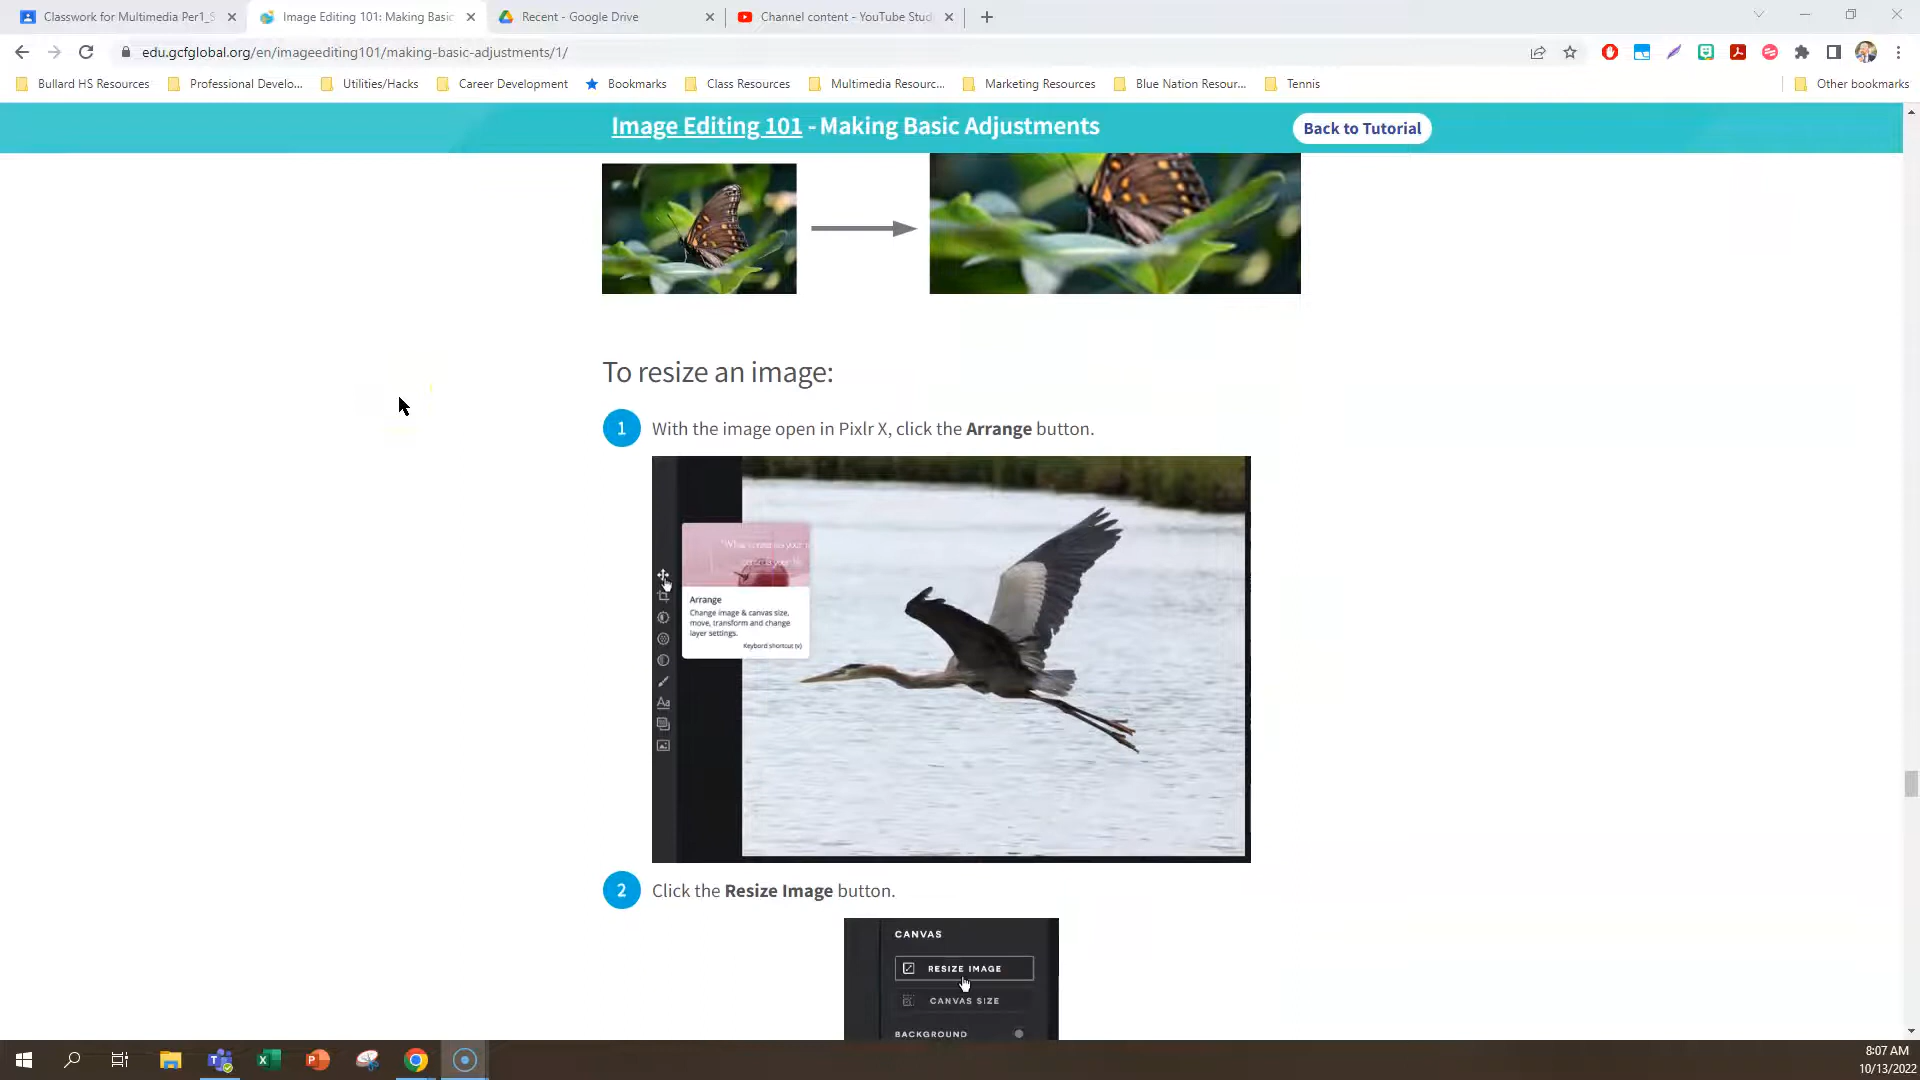 Classwork for Multimedia Per1_S
Image Editing 101: Making Basic
Recent - Google Drive
Channel content - YouTube Stud
edu.gcfglobal.org/en/imageediting101/making-basic-adjustments/1/
Bullard HS Resources
Professional Develo...
Utilities/Hacks
Career Development
Bookmarks
Class Resources
Multimedia Resourc...
Marketing Resources
Blue Nation Resour...
Tennis
Other bookmarks
Image Editing 101 - Making Basic Adjustments
Back to Tutorial
To resize an image:
1 With the image open in Pixlr X, click the Arrange button.
Arrange
Change image & canvas size,
move, transform and change
layer settings.
Keybord shortcut (v)
Aa
2 Click the Resize Image button.
CANVAS
RESIZE IMAGE
CANVAS SIZE
BACKGROUND
8:07 AM
10/13/2022